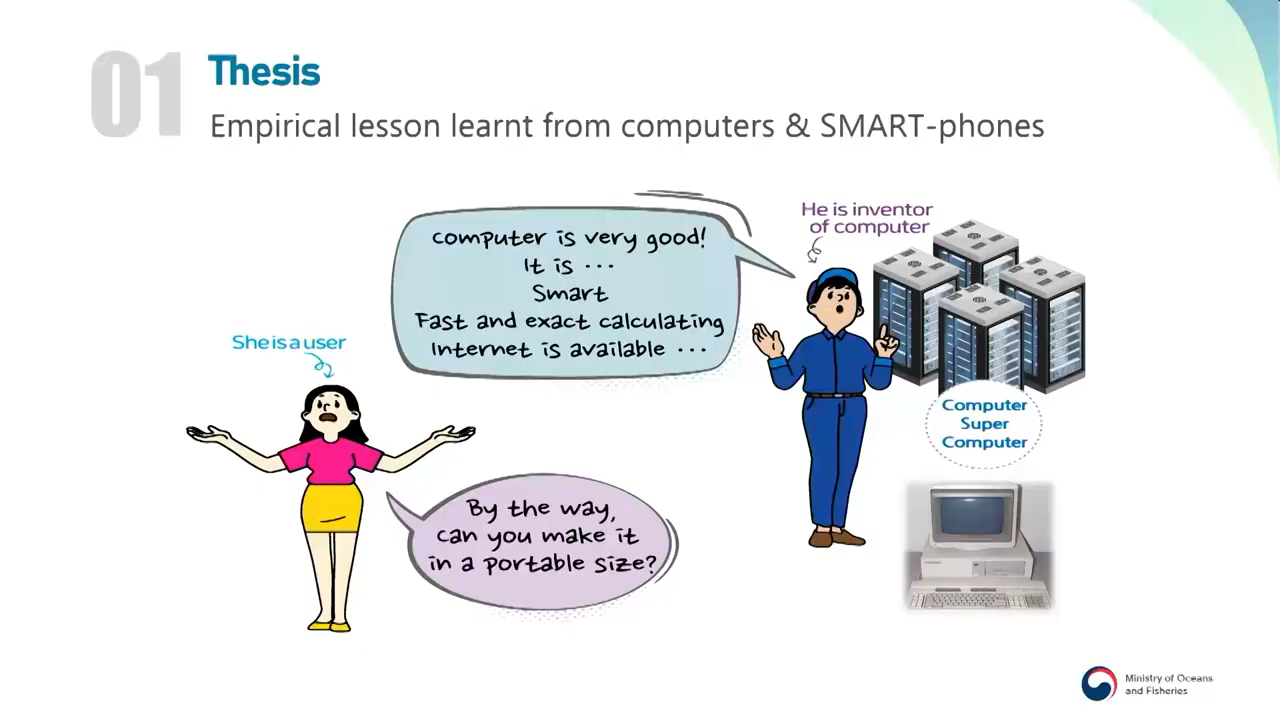 01
Thesis
Empirical lesson learnt from computers & SMART-phones
He is inventor
of computer
computer is very good!
It is ···
Smart
Fast and exact calculating
Internet is available ···
She is a user
Computer
Super
Computer
By the way,
can you make it
in a portable size?
Ministry of Oceans
and Fisheries